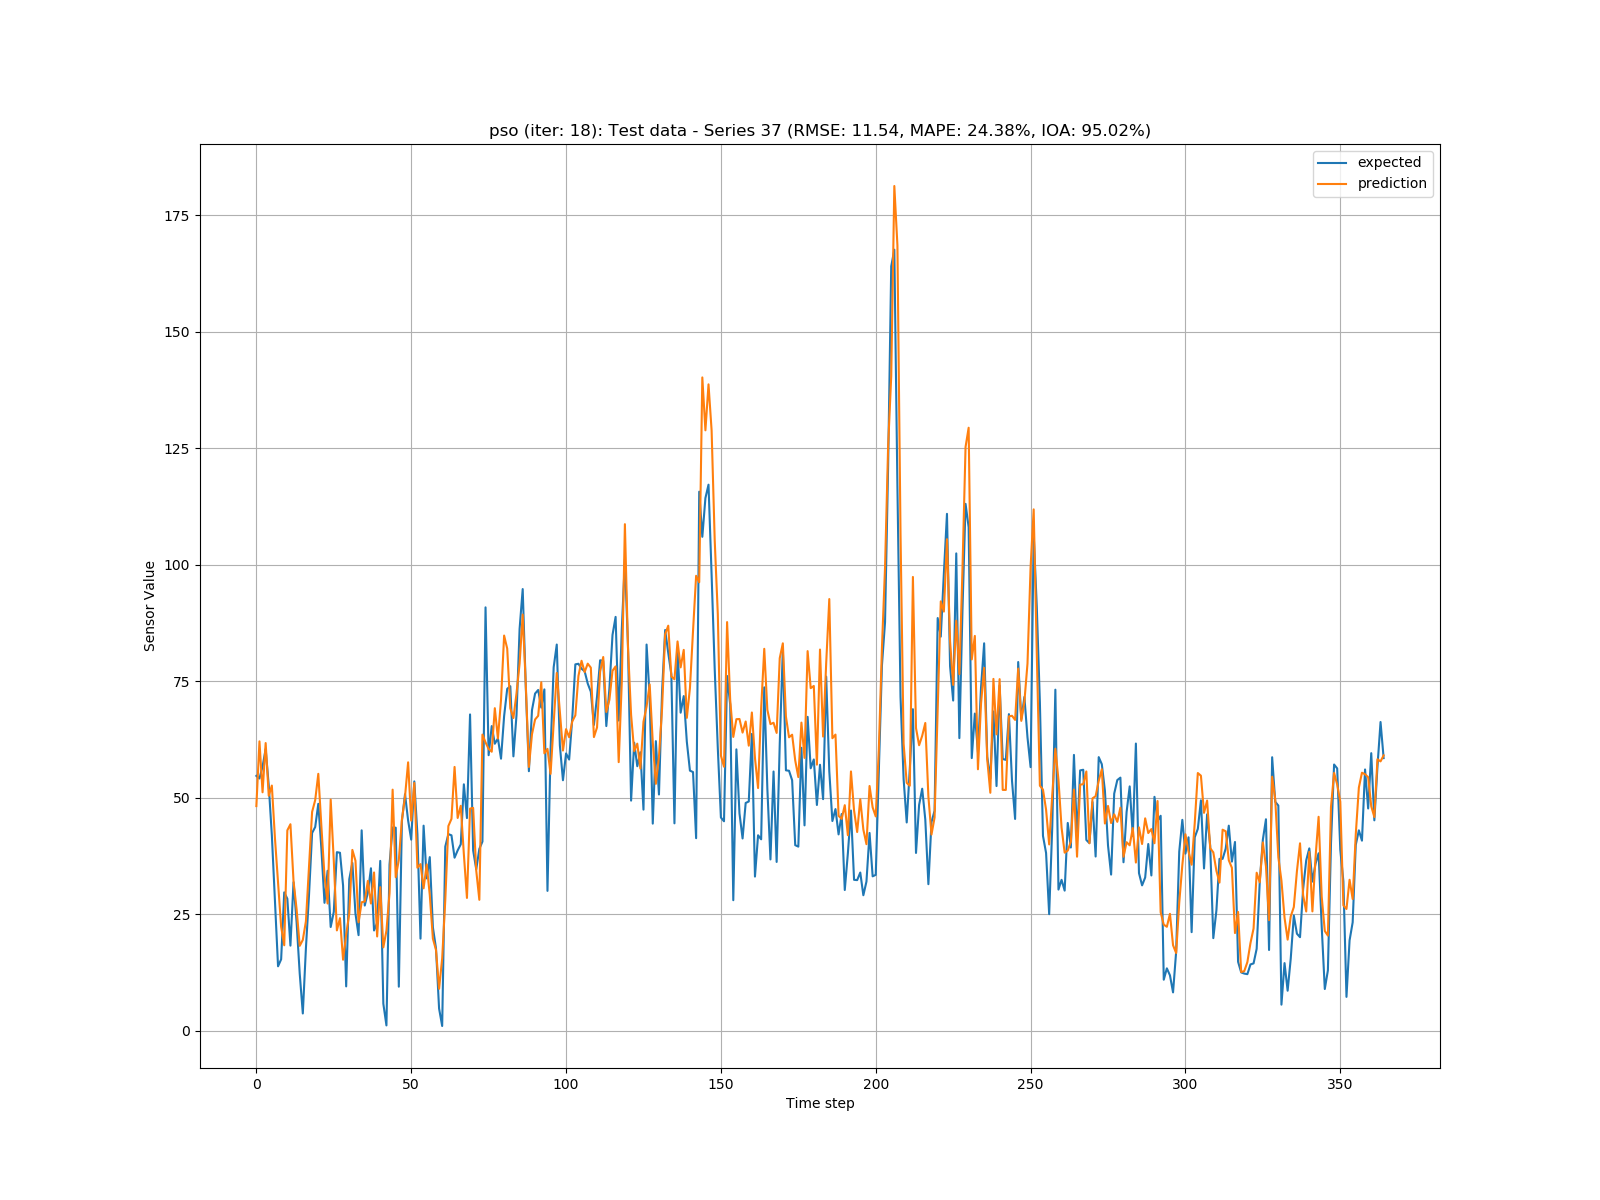 pso (iter: 18): Test data - Series 37 (RMSE: 11.54, MAPE: 24.38%, IOA: 95.02%)
expected
prediction
175
150
125
100
75
50
25
0
Sensor Value
0 50 100 150 200 250 300 350
Time step